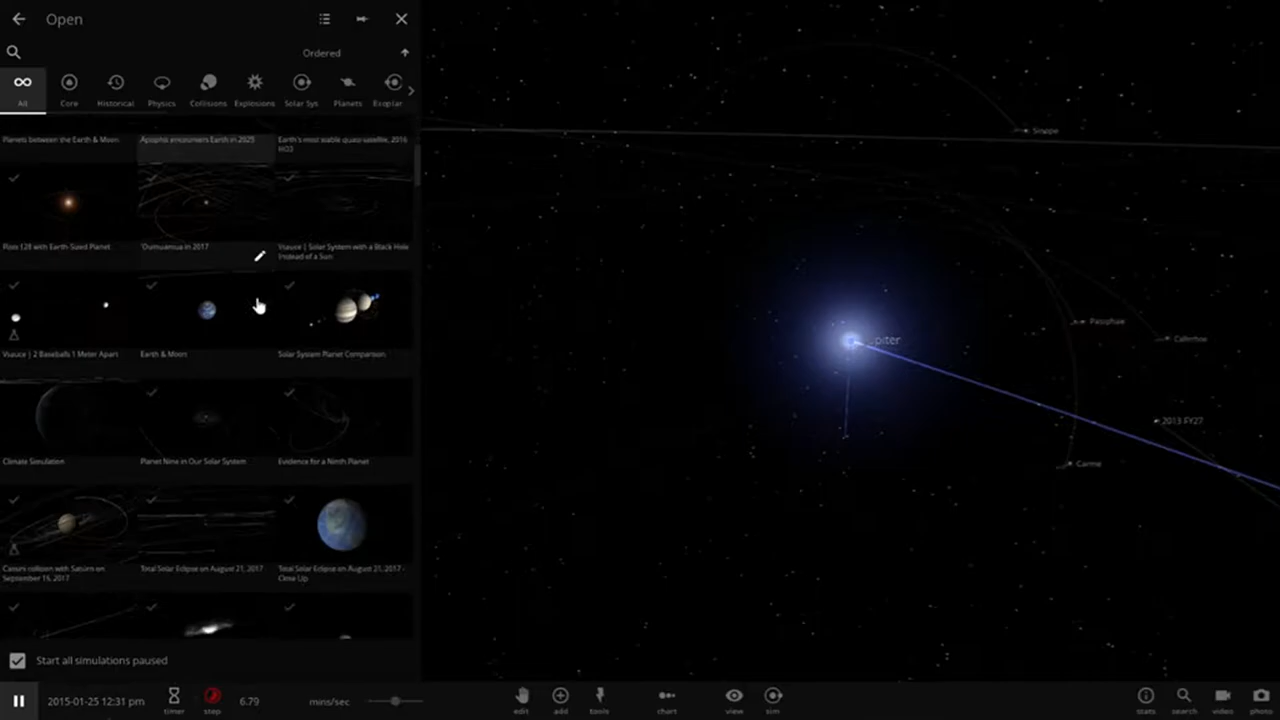 Open
Ordered
All Core Historical Physics Collisions Explosions Solar Sys Planets Exoplar
Planets between the Earth & Moon
Apophis encounters Earth in 2029
Earth's most stable quasi-satellite, 2016
HO3
'Oumuamua in 2017
Vsauce | Solar System with a Black Hole
Instead of a Sun
Vsauce | 2 Baseballs 1 Meter Apart
Earth & Moon
Solar System Planet Comparison
Climate Simulation
Planet Nine in Our Solar System
Evidence for a Ninth Planet
Cassini collision with Saturn on
September 15, 2017
Total Solar Eclipse on August 21, 2017
Total Solar Eclipse on August 21, 2017 -
Close Up
Start all simulations paused
Sinope
Jupiter
Pasiphae
Callirrhoe
2013 FY27
Carme
2015-01-25 12:31 pm
timer
step
6.79
mins/sec
edit
add
tools
chart
view
sim
stats
search
video
photo